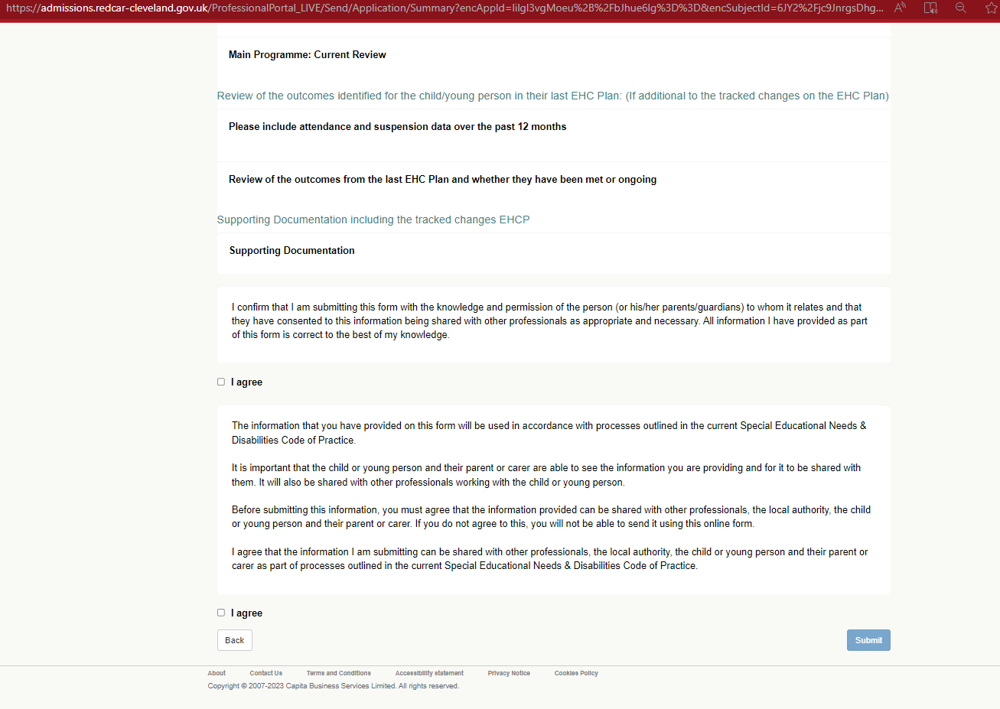 https://admissions.redcar-cleveland.gov.uk/ProfessionalPortal_LIVE/Send/Application/Summary?encAppId=Iilgl3vgMoeu%2B%2FbJhue6Ig%3D%3D&encSubjectId=6JY2%2Fjc9JnrgsDhg...
Main Programme: Current Review
Review of the outcomes identified for the child/young person in their last EHC Plan: (If additional to the tracked changes on the EHC Plan)
Please include attendance and suspension data over the past 12 months
Review of the outcomes from the last EHC Plan and whether they have been met or ongoing
Supporting Documentation including the tracked changes EHCP
Supporting Documentation
I confirm that I am submitting this form with the knowledge and permission of the person (or his/her parents/guardians) to whom it relates and that
they have consented to this information being shared with other professionals as appropriate and necessary. All information I have provided as part
of this form is correct to the best of my knowledge.
I agree
The information that you have provided on this form will be used in accordance with processes outlined in the current Special Educational Needs &
Disabilities Code of Practice.
It is important that the child or young person and their parent or carer are able to see the information you are providing and for it to be shared with
them. It will also be shared with other professionals working with the child or young person.
Before submitting this information, you must agree that the information provided can be shared with other professionals, the local authority, the child
or young person and their parent or carer. If you do not agree to this, you will not be able to send it using this online form.
I agree that the information I am submitting can be shared with other professionals, the local authority, the child or young person and their parent or
carer as part of processes outlined in the current Special Educational Needs & Disabilities Code of Practice.
I agree
Back Submit
About Contact Us Terms and Conditions Accessibility statement Privacy Notice Cookies Policy
Copyright © 2007-2023 Capita Business Services Limited. All rights reserved.